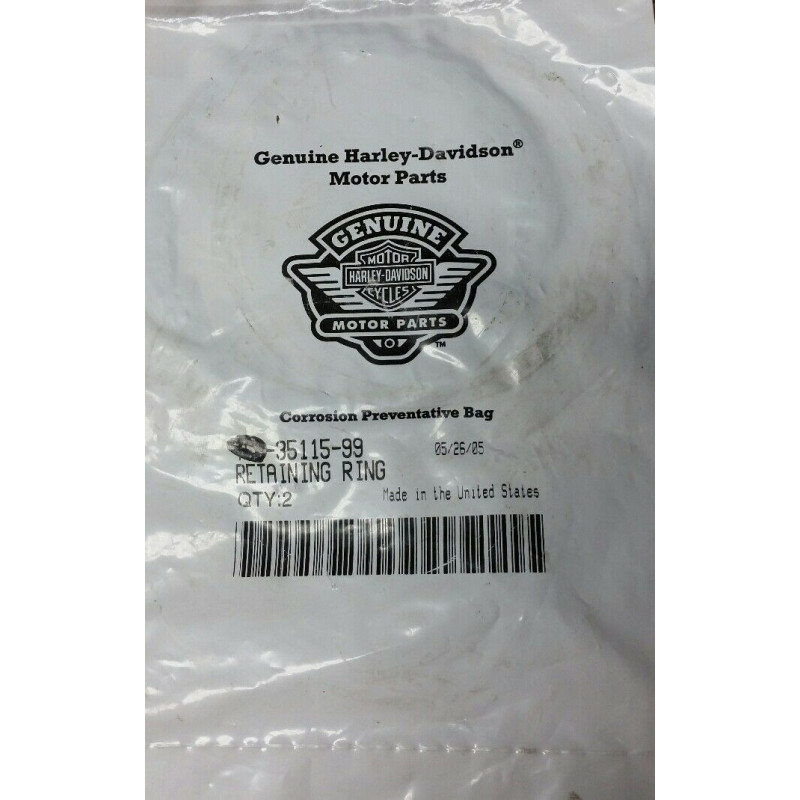 Genuine Harley-Davidson®
Motor Parts
GENUINE
MOTOR
HARLEY-DAVIDSON
CYCLES
MOTOR PARTS
TM
Corrosion Preventative Bag
-35115-99 05/26/05
RETAINING RING
QTY:2 Made in the United States